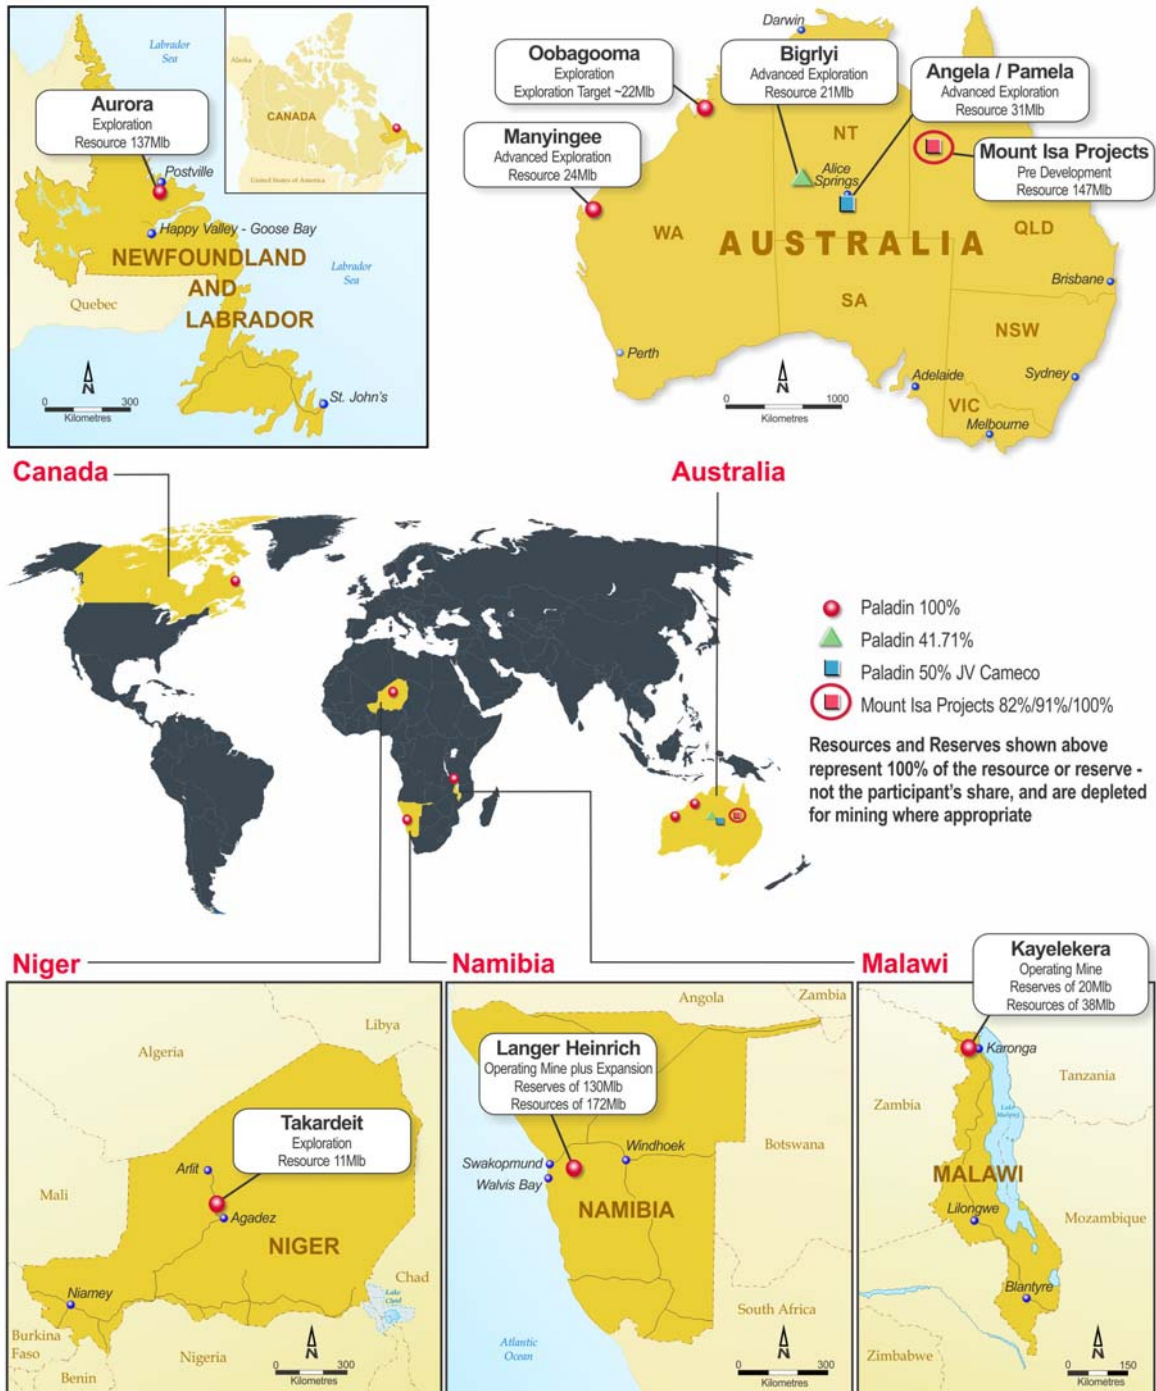 Labrador
Sea
Aurora
Exploration
Resource 137Mlb
Postville
Happy Valley - Goose Bay
NEWFOUNDLAND
AND
LABRADOR
Labrador
Sea
Quebec
St. John's
N
0 300
Kilometres
Alaska
CANADA
United States of America
Darwin
Oobagooma
Exploration
Exploration Target ~22Mlb
Bigrlyi
Advanced Exploration
Resource 21Mlb
Angela / Pamela
Advanced Exploration
Resource 31Mlb
Manyingee
Advanced Exploration
Resource 24Mlb
Mount Isa Projects
Pre Development
Resource 147Mlb
NT
Alice
Springs
WA
AUSTRALIA
QLD
SA
Brisbane
NSW
Perth
Adelaide
Sydney
VIC
Melbourne
N
0 1000
Kilometres
Canada
Australia
Paladin 100%
Paladin 41.71%
Paladin 50% JV Cameco
Mount Isa Projects 82%/91%/100%
Resources and Reserves shown above
represent 100% of the resource or reserve -
not the participant's share, and are depleted
for mining where appropriate
Niger
Namibia
Malawi
Libya
Algeria
Takardeit
Exploration
Resource 11Mlb
Arlit
Mali
Agadez
NIGER
Niamey
Chad
Lake
Chad
Burkina
Faso
Benin
Nigeria
N
0 300
Kilometres
Angola
Zambia
Langer Heinrich
Operating Mine plus Expansion
Reserves of 130Mlb
Resources of 172Mlb
Swakopmund
Walvis Bay
Windhoek
Botswana
NAMIBIA
South Africa
Atlantic
Ocean
N
0 300
Kilometres
Kayelekera
Operating Mine
Reserves of 20Mlb
Resources of 38Mlb
Karonga
Tanzania
Zambia
Lake
Malawi
MALAWI
Lilongwe
Mozambique
Blantyre
Zimbabwe
N
0 150
Kilometres